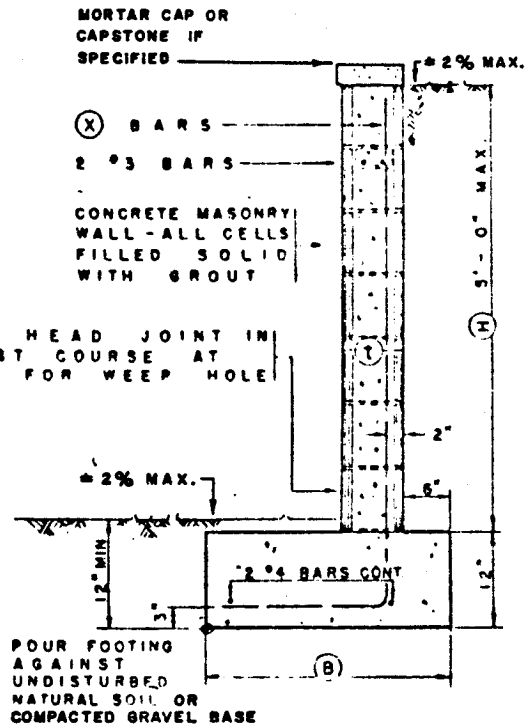 MORTAR CAP OR
CAPSTONE IF
SPECIFIED
± 2% MAX.
X BARS
2 #3 BARS
CONCRETE MASONRY
WALL-ALL CELLS
FILLED SOLID
WITH GROUT
5'-0" MAX
H
HEAD JOINT IN
ST COURSE AT
FOR WEEP HOLE
t
2"
± 2% MAX.
6"
12" MIN
2 #4 BARS CONT
12"
3"
B
POUR FOOTING
AGAINST
UNDISTURBED
NATURAL SOIL OR
COMPACTED GRAVEL BASE